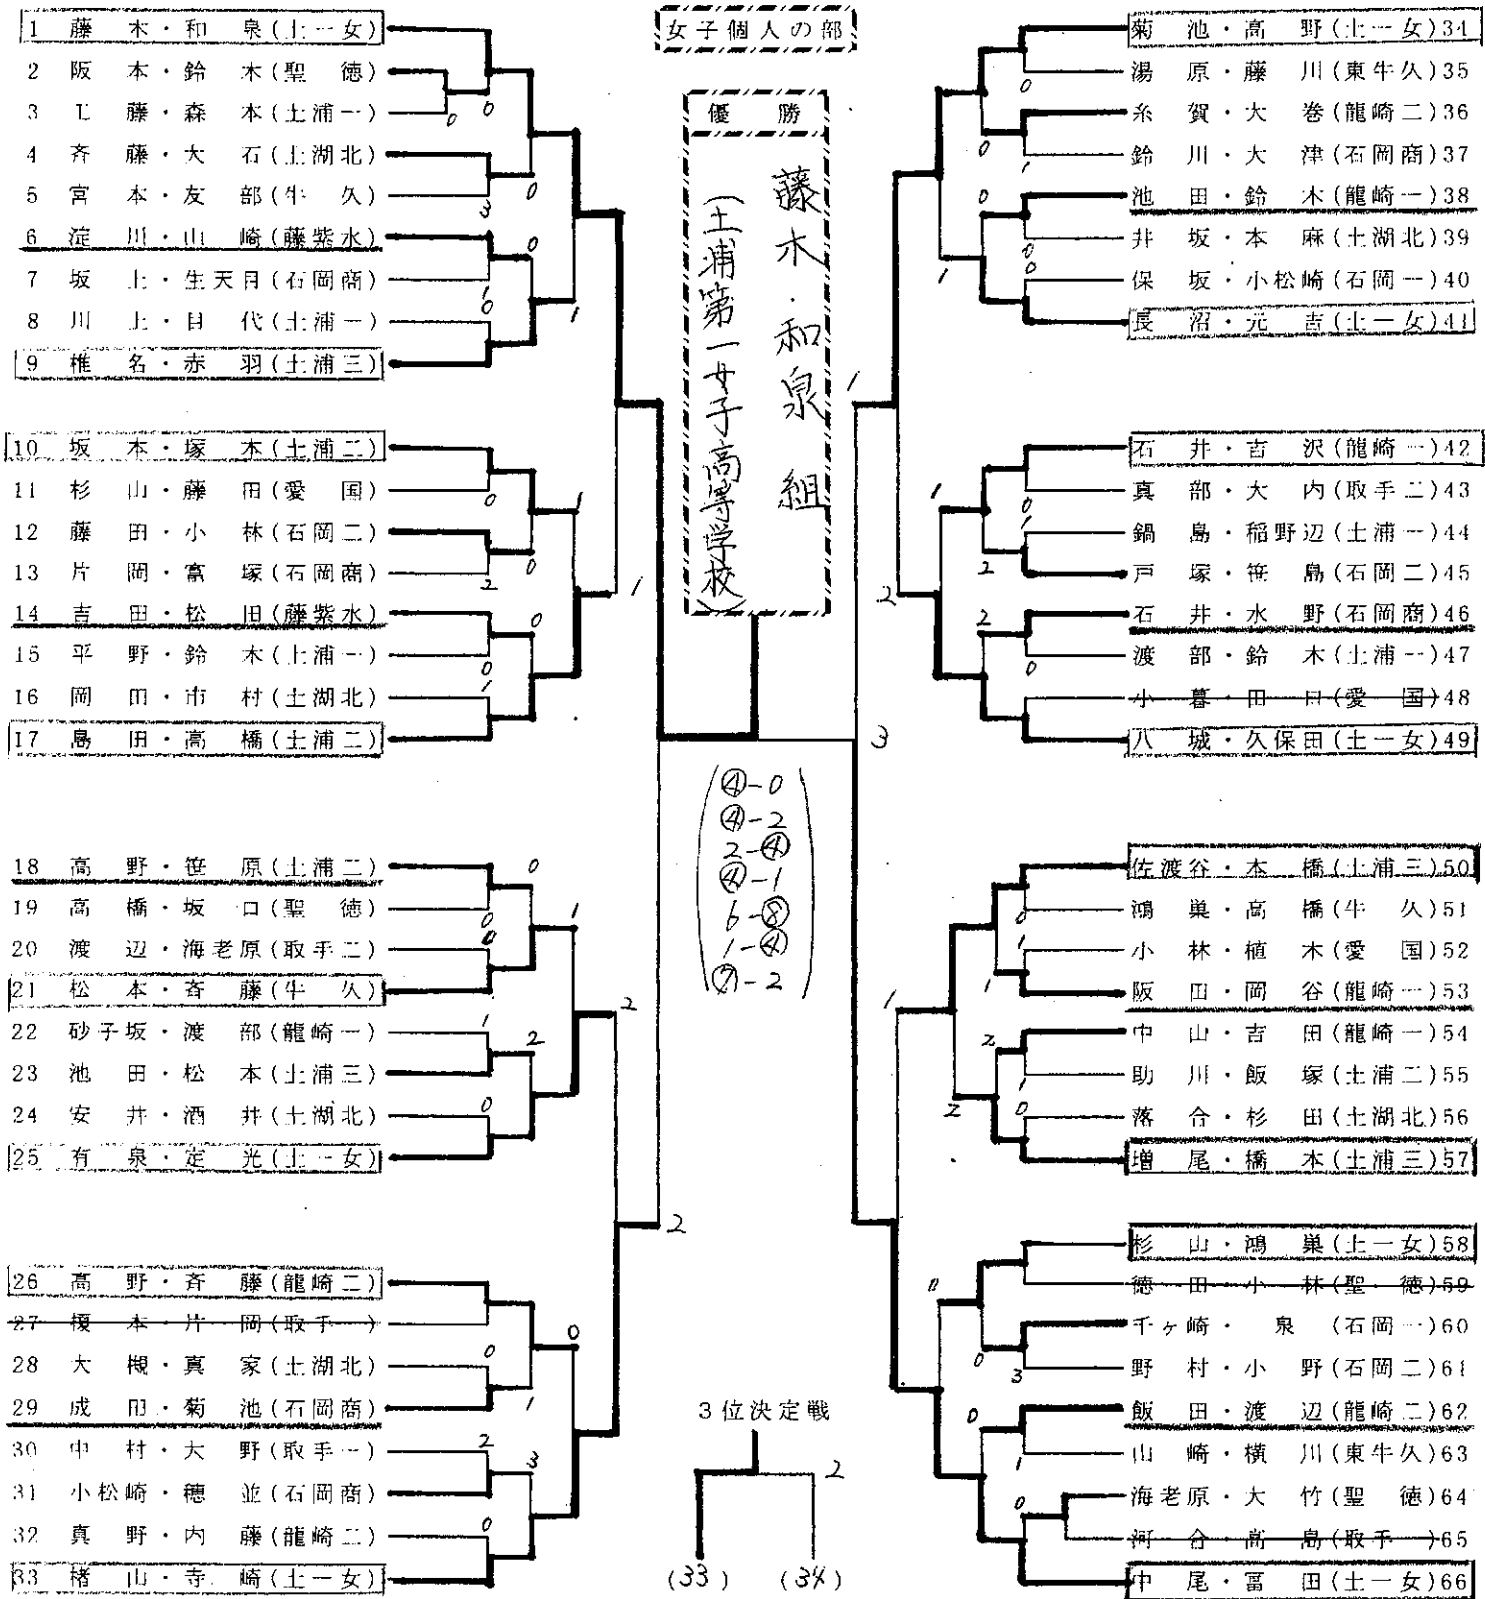 女子個人の部
優 勝
藤木・和泉 組
(土浦第一女子高等学校)
1 藤 木・和 泉(土一女)
2 阪 本・鈴 木(聖 徳)
3 藤・森 本(土浦一)
4 斉 藤・大 石(土湖北)
5 宮 本・友 部(牛 久)
6 淀 川・山 崎(藤紫水)
7 坂 上・生天目(石岡商)
8 川 上・目 代(土浦一)
9 椎 名・赤 羽(土浦三)
10 坂 本・塚 本(土浦二)
11 杉 山・藤 田(愛 国)
12 藤 田・小 林(石岡二)
13 片 岡・富 塚(石岡商)
14 吉 田・松 田(藤紫水)
15 平 野・鈴 木(土浦一)
16 岡 田・市 村(土湖北)
17 島 田・高 橋(土浦二)
18 高 野・笹 原(土浦二)
19 高 橋・坂 口(聖 徳)
20 渡 辺・海老原(取手二)
21 松 本・斉 藤(牛 久)
22 砂子坂・渡 部(龍崎一)
23 池 田・松 本(土浦三)
24 安 井・酒 井(土湖北)
25 有 泉・定 光(土一女)
26 高 野・斉 藤(龍崎二)
27 榎 本・片 岡(取手一)
28 大 槻・真 家(土湖北)
29 成 田・菊 池(石岡商)
30 中 村・大 野(取手一)
31 小松崎・穂 並(石岡商)
32 真 野・内 藤(龍崎二)
33 楮 山・寺 崎(土一女)
④-0
④-2
2-④
④-1
6-⑧
1-④
⑦-2
3位決定戦
2
(33) (34)
菊 池・高 野(土一女)34
湯 原・藤 川(東牛久)35
糸 賀・大 巻(龍崎二)36
鈴 川・大 津(石岡商)37
池 田・鈴 木(龍崎一)38
井 坂・本 麻(土湖北)39
保 坂・小松崎(石岡一)40
長 沼・元 吉(土一女)41
石 井・吉 沢(龍崎一)42
真 部・大 内(取手二)43
鍋 島・稲野辺(土浦一)44
戸 塚・笹 島(石岡二)45
石 井・水 野(石岡商)46
渡 部・鈴 木(土浦一)47
小 暮・田 口(愛 国)48
八 城・久保田(土一女)49
佐渡谷・本 橋(土浦三)50
鴻 巣・高 橋(牛 久)51
小 林・植 木(愛 国)52
阪 田・岡 谷(龍崎一)53
中 山・吉 田(龍崎一)54
助 川・飯 塚(土浦二)55
落 合・杉 田(土湖北)56
増 尾・橋 本(土浦三)57
杉 山・鴻 巣(土一女)58
徳 田・小 林(聖 徳)59
千ヶ崎・ 泉 (石岡一)60
野 村・小 野(石岡二)61
飯 田・渡 辺(龍崎二)62
山 崎・横 川(東牛久)63
海老原・大 竹(聖 徳)64
河 合・高 島(取手一)65
中 尾・冨 田(土一女)66